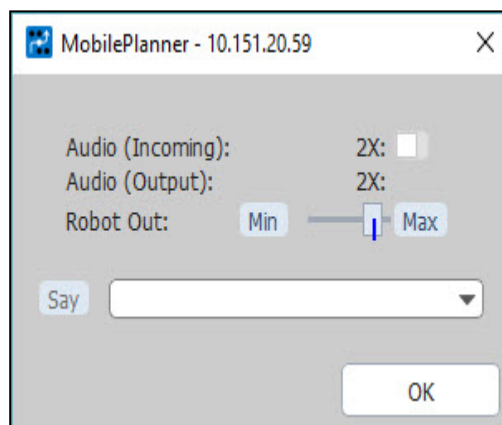 MobilePlanner - 10.151.20.59
Audio (Incoming): 2X:
Audio (Output): 2X:
Robot Out: Min Max
Say
OK